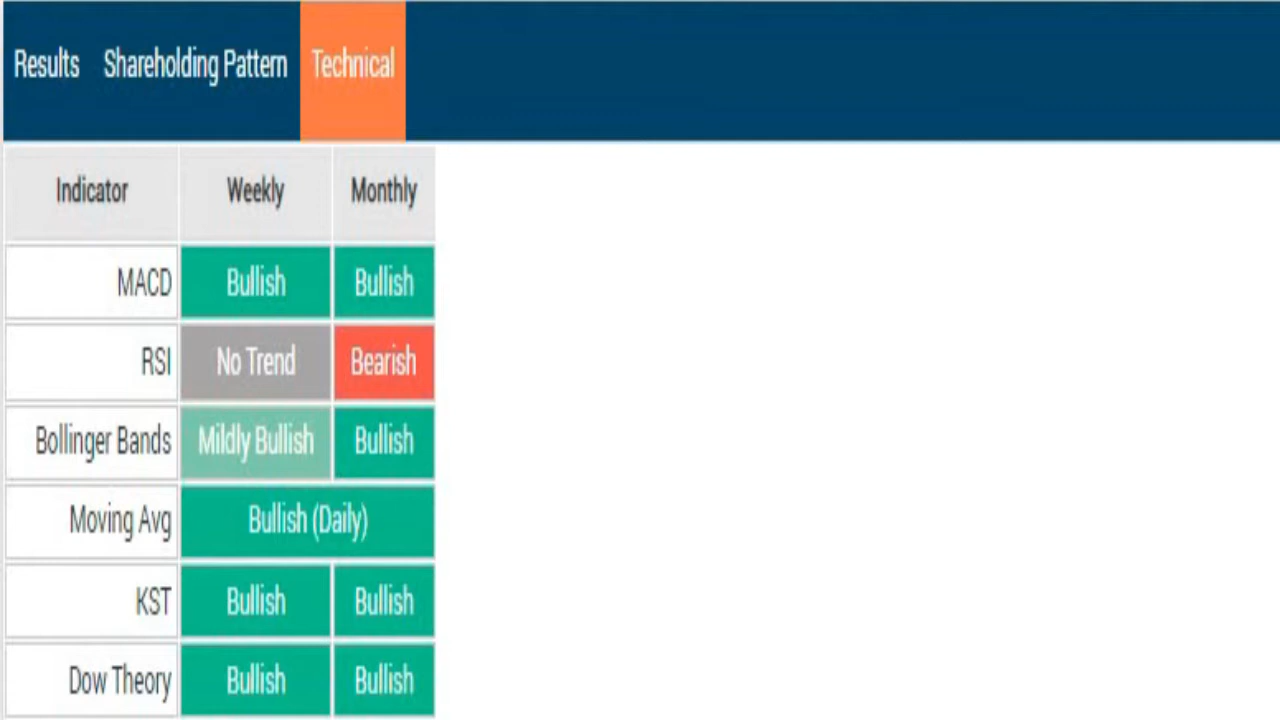 Results Shareholding Pattern Technical
Indicator Weekly Monthly
MACD Bullish Bullish
RSI No Trend Bearish
Bollinger Bands Mildly Bullish Bullish
Moving Avg Bullish (Daily)
KST Bullish Bullish
Dow Theory Bullish Bullish